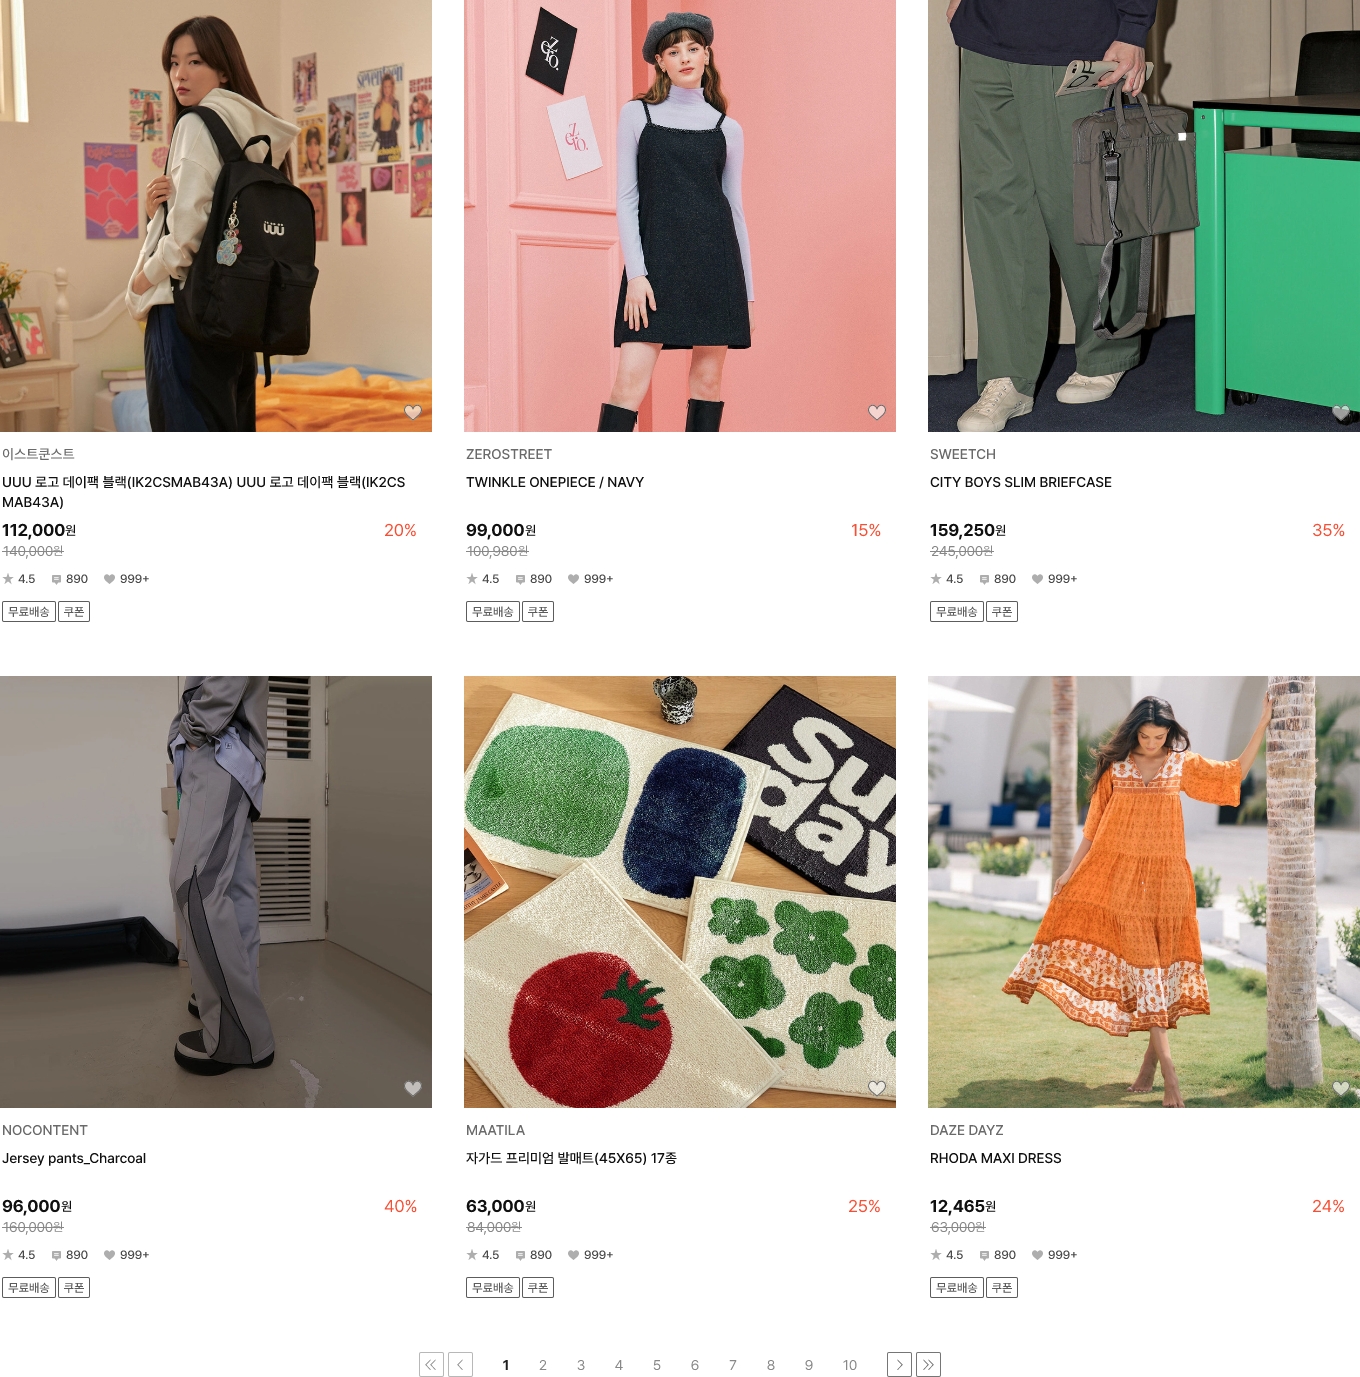 seventeen
TEEN
UUU
zero.
zero.
이스트쿤스트
UUU 로고 데이팩 블랙(IK2CSMAB43A) UUU 로고 데이팩 블랙(IK2CS
MAB43A)
112,000원
20%
140,000원
4.5
890
999+
무료배송
쿠폰
ZEROSTREET
TWINKLE ONEPIECE / NAVY
99,000원
15%
100,980원
4.5
890
999+
무료배송
쿠폰
SWEETCH
CITY BOYS SLIM BRIEFCASE
159,250원
35%
245,000원
4.5
890
999+
무료배송
쿠폰
Sun
day
NOCONTENT
Jersey pants_Charcoal
96,000원
40%
160,000원
4.5
890
999+
무료배송
쿠폰
MAATILA
자가드 프리미엄 발매트(45X65) 17종
63,000원
25%
84,000원
4.5
890
999+
무료배송
쿠폰
DAZE DAYZ
RHODA MAXI DRESS
12,465원
24%
63,000원
4.5
890
999+
무료배송
쿠폰
1 2 3 4 5 6 7 8 9 10